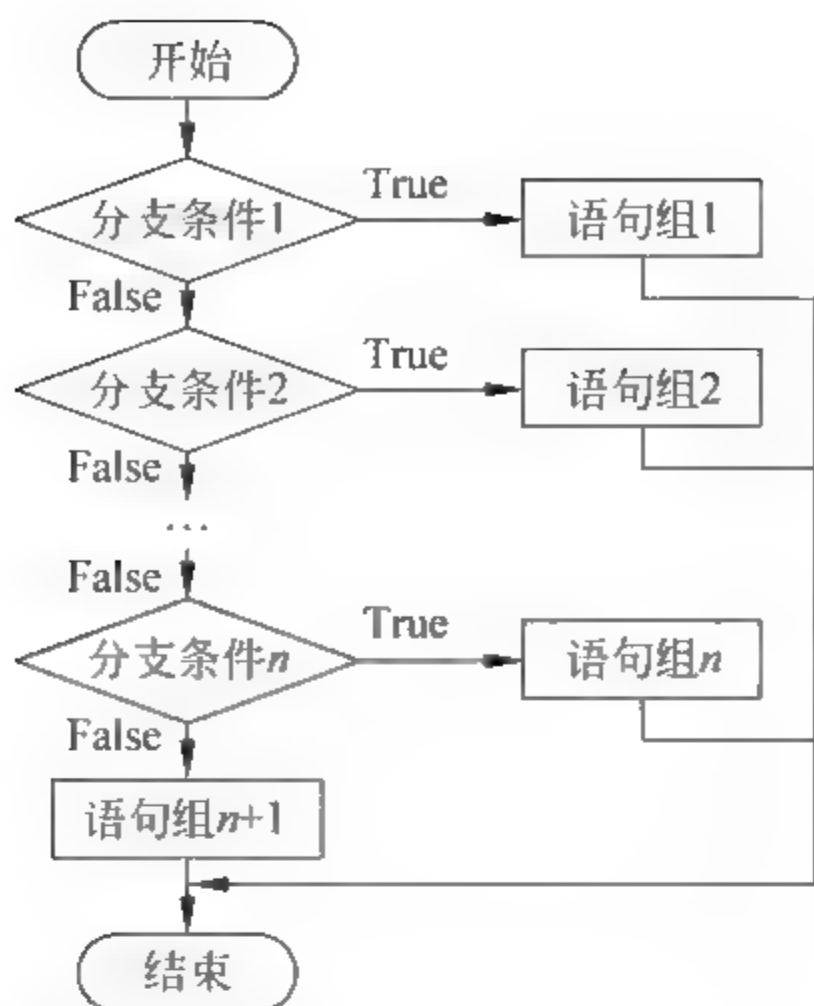 开始
分支条件1
True
语句组1
False
分支条件2
True
语句组2
False
...
False
分支条件n
True
语句组n
False
语句组n+1
结束